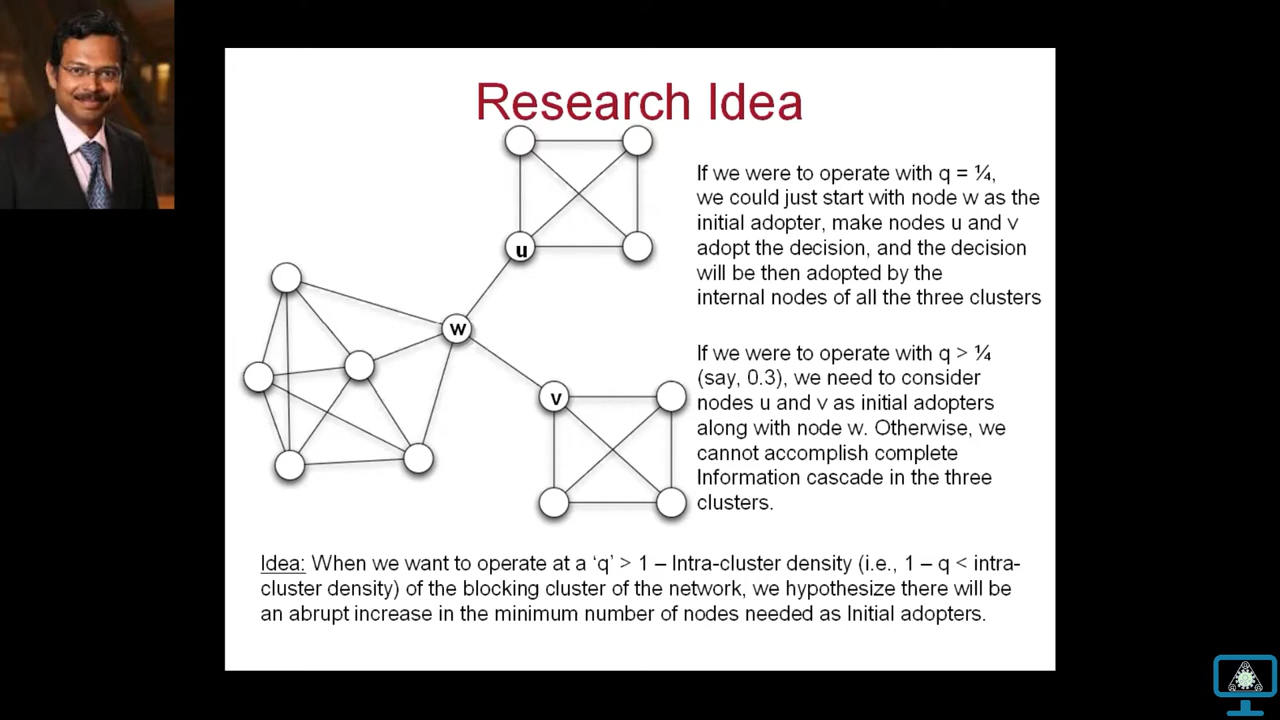 Research Idea
u
w
v
If we were to operate with q = ¼,
we could just start with node w as the
initial adopter, make nodes u and v
adopt the decision, and the decision
will be then adopted by the
internal nodes of all the three clusters
If we were to operate with q > ¼
(say, 0.3), we need to consider
nodes u and v as initial adopters
along with node w. Otherwise, we
cannot accomplish complete
Information cascade in the three
clusters.
Idea: When we want to operate at a ‘q’ > 1 – Intra-cluster density (i.e., 1 – q < intra-
cluster density) of the blocking cluster of the network, we hypothesize there will be
an abrupt increase in the minimum number of nodes needed as Initial adopters.